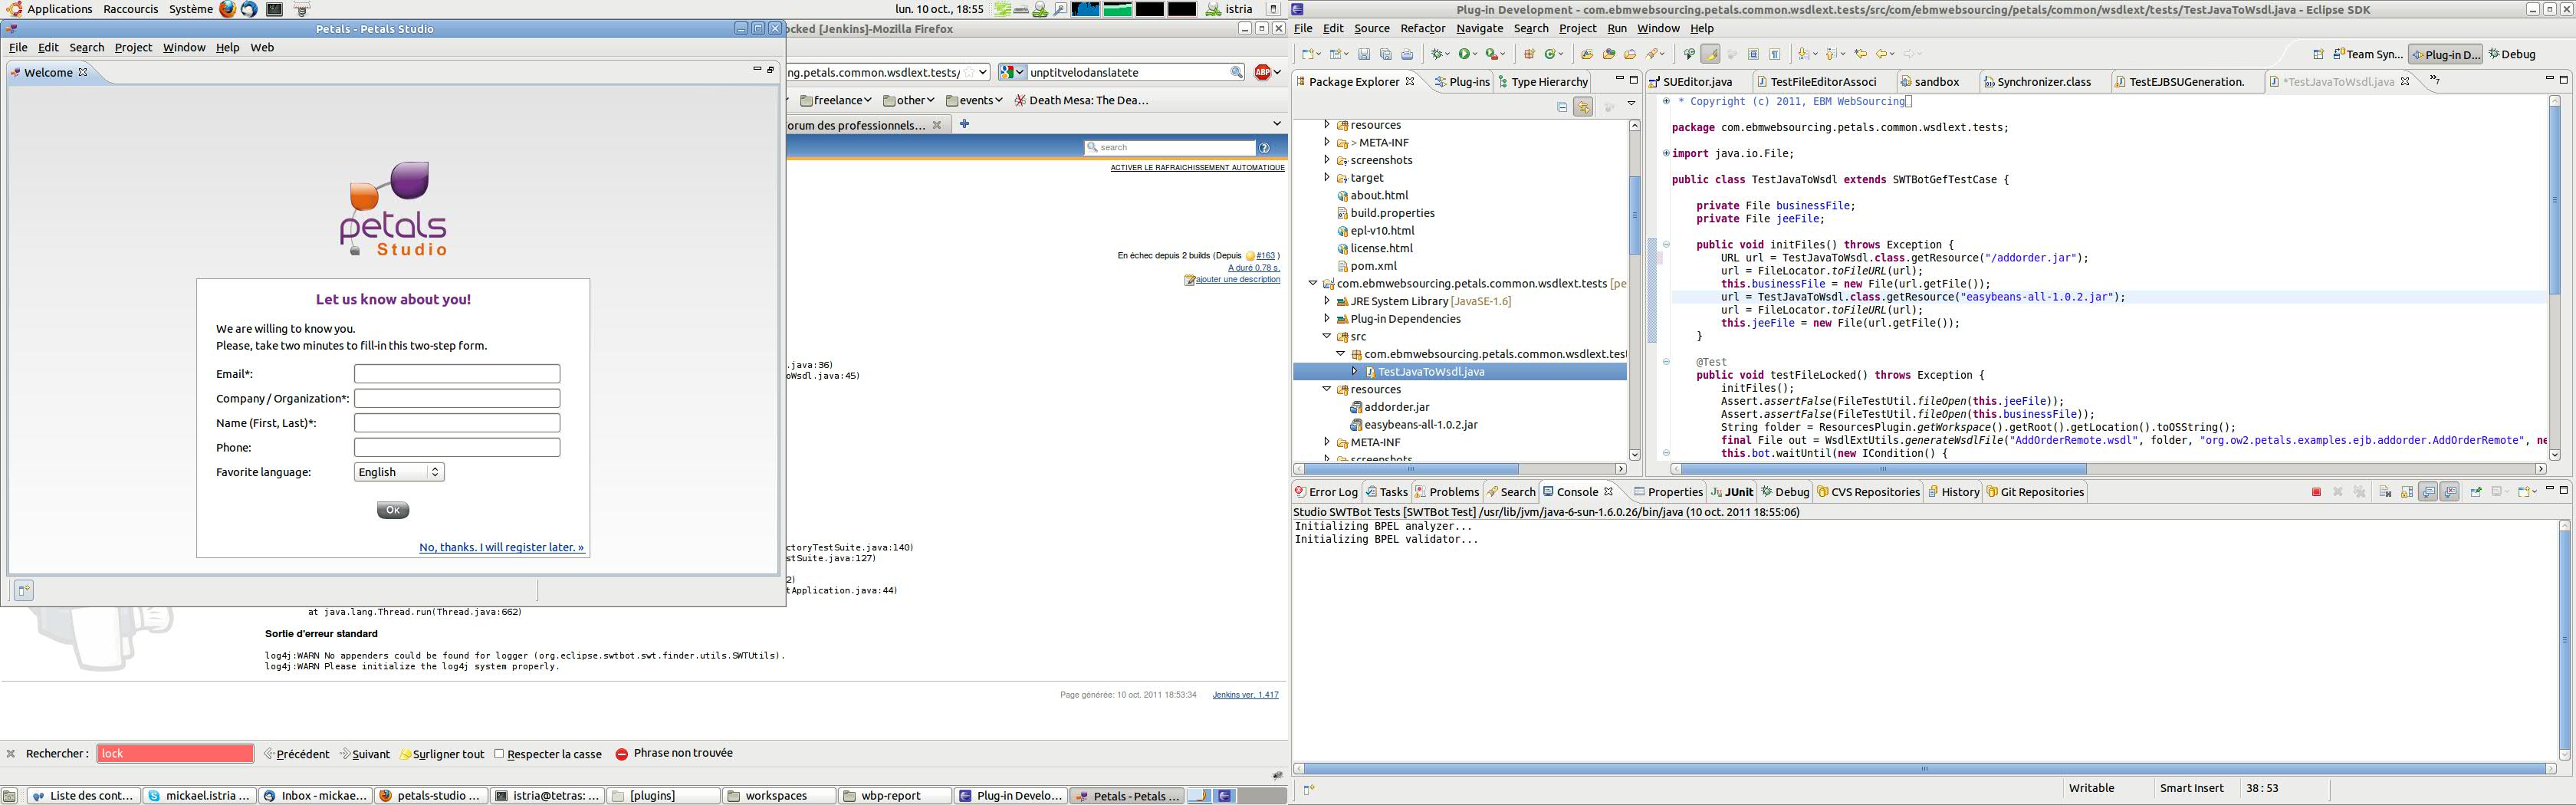 Applications Raccourcis Système
lun. 10 oct., 18:55
istria
Petals - Petals Studio
File Edit Search Project Window Help Web
Welcome
petals
Studio
Let us know about you!
We are willing to know you.
Please, take two minutes to fill-in this two-step form.
Email*:
Company / Organization*:
Name (First, Last)*:
Phone:
Favorite language: English
Ok
No, thanks. I will register later. »
ocked [Jenkins]-Mozilla Firefox
ng.petals.common.wsdlext.tests/
unptitvelodanslatete
ABP
freelance other events Death Mesa: The Dea...
orum des professionnels...
search
ACTIVER LE RAFRAICHISSEMENT AUTOMATIQUE
En échec depuis 2 builds (Depuis #163 )
A duré 0.78 s.
ajouter une description
.java:36)
oWsdl.java:45)
ctoryTestSuite.java:140)
stSuite.java:127)
2)
tApplication.java:44)
at java.lang.Thread.run(Thread.java:662)
Sortie d'erreur standard
log4j:WARN No appenders could be found for logger (org.eclipse.swtbot.swt.finder.utils.SWTUtils).
log4j:WARN Please initialize the log4j system properly.
Page générée: 10 oct. 2011 18:53:34 Jenkins ver. 1.417
Rechercher : lock Précédent Suivant Surligner tout Respecter la casse Phrase non trouvée
Liste des cont... mickael.istria ... Inbox - mickae... petals-studio ... istria@tetras: ... [plugins] workspaces wbp-report Plug-in Develo... Petals - Petals ...
Plug-in Development - com.ebmwebsourcing.petals.common.wsdlext.tests/src/com/ebmwebsourcing/petals/common/wsdlext/tests/TestJavaToWsdl.java - Eclipse SDK
File Edit Source Refactor Navigate Search Project Run Window Help
Team Syn... Plug-in D... Debug
Package Explorer Plug-ins Type Hierarchy
resources
> META-INF
screenshots
target
about.html
build.properties
epl-v10.html
license.html
pom.xml
com.ebmwebsourcing.petals.common.wsdlext.tests [pe
JRE System Library [JavaSE-1.6]
Plug-in Dependencies
src
com.ebmwebsourcing.petals.common.wsdlext.test
TestJavaToWsdl.java
resources
addorder.jar
easybeans-all-1.0.2.jar
META-INF
screenshots
SUEditor.java TestFileEditorAssoci sandbox Synchronizer.class TestEJBSUGeneration. *TestJavaToWsdl.java »7
* Copyright (c) 2011, EBM WebSourcing
package com.ebmwebsourcing.petals.common.wsdlext.tests;
import java.io.File;
public class TestJavaToWsdl extends SWTBotGefTestCase {
private File businessFile;
private File jeeFile;
public void initFiles() throws Exception {
URL url = TestJavaToWsdl.class.getResource("/addorder.jar");
url = FileLocator.toFileURL(url);
this.businessFile = new File(url.getFile());
url = TestJavaToWsdl.class.getResource("easybeans-all-1.0.2.jar");
url = FileLocator.toFileURL(url);
this.jeeFile = new File(url.getFile());
}
@Test
public void testFileLocked() throws Exception {
initFiles();
Assert.assertFalse(FileTestUtil.fileOpen(this.jeeFile));
Assert.assertFalse(FileTestUtil.fileOpen(this.businessFile));
String folder = ResourcesPlugin.getWorkspace().getRoot().getLocation().toOSString();
final File out = WsdlExtUtils.generateWsdlFile("AddOrderRemote.wsdl", folder, "org.ow2.petals.examples.ejb.addorder.AddOrderRemote", ne
this.bot.waitUntil(new ICondition() {
Error Log Tasks Problems Search Console Properties JUnit Debug CVS Repositories History Git Repositories
Studio SWTBot Tests [SWTBot Test] /usr/lib/jvm/java-6-sun-1.6.0.26/bin/java (10 oct. 2011 18:55:06)
Initializing BPEL analyzer...
Initializing BPEL validator...
Writable Smart Insert 38 : 53